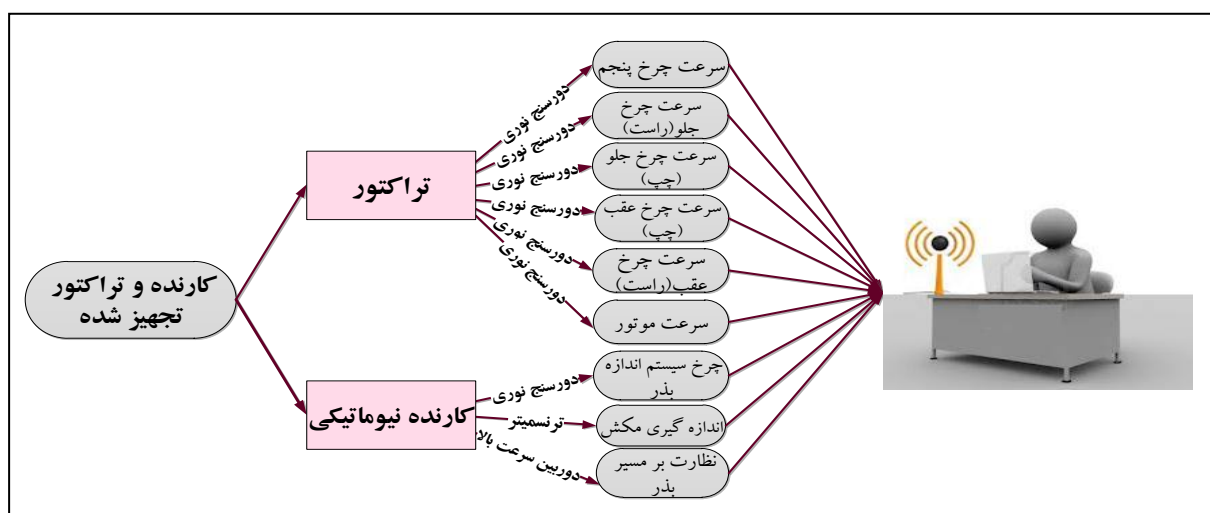 کارنده و تراکتور
تجهیز شده
تراکتور
دورسنج نوری
سرعت چرخ پنجم
دورسنج نوری
سرعت چرخ
جلو(راست)
دورسنج نوری
سرعت چرخ جلو
(چپ)
دورسنج نوری
سرعت چرخ عقب
(چپ)
دورسنج نوری
سرعت چرخ
عقب(راست)
دورسنج نوری
سرعت موتور
کارنده نیوماتیکی
دورسنج نوری
چرخ سیستم اندازه
بذر
ترنسمیتر
اندازه گیری مکش
دوربین سرعت بالا
نظارت بر مسیر
بذر